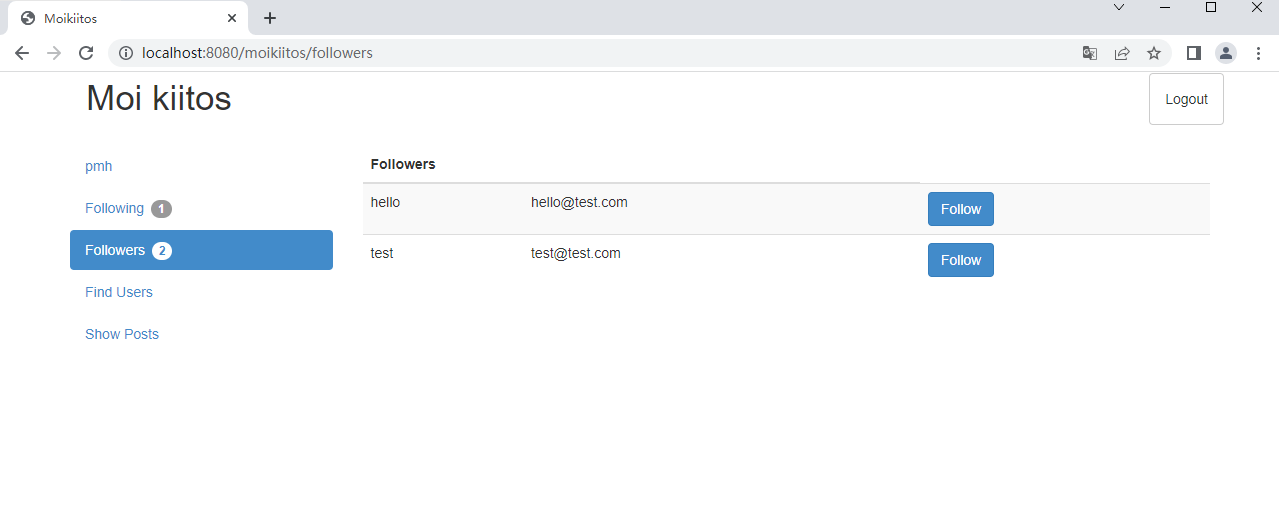 Moikiitos
localhost:8080/moikiitos/followers
Moi kiitos
Logout
pmh
Following 1
Followers 2
Find Users
Show Posts
Followers
hello hello@test.com Follow
test test@test.com Follow